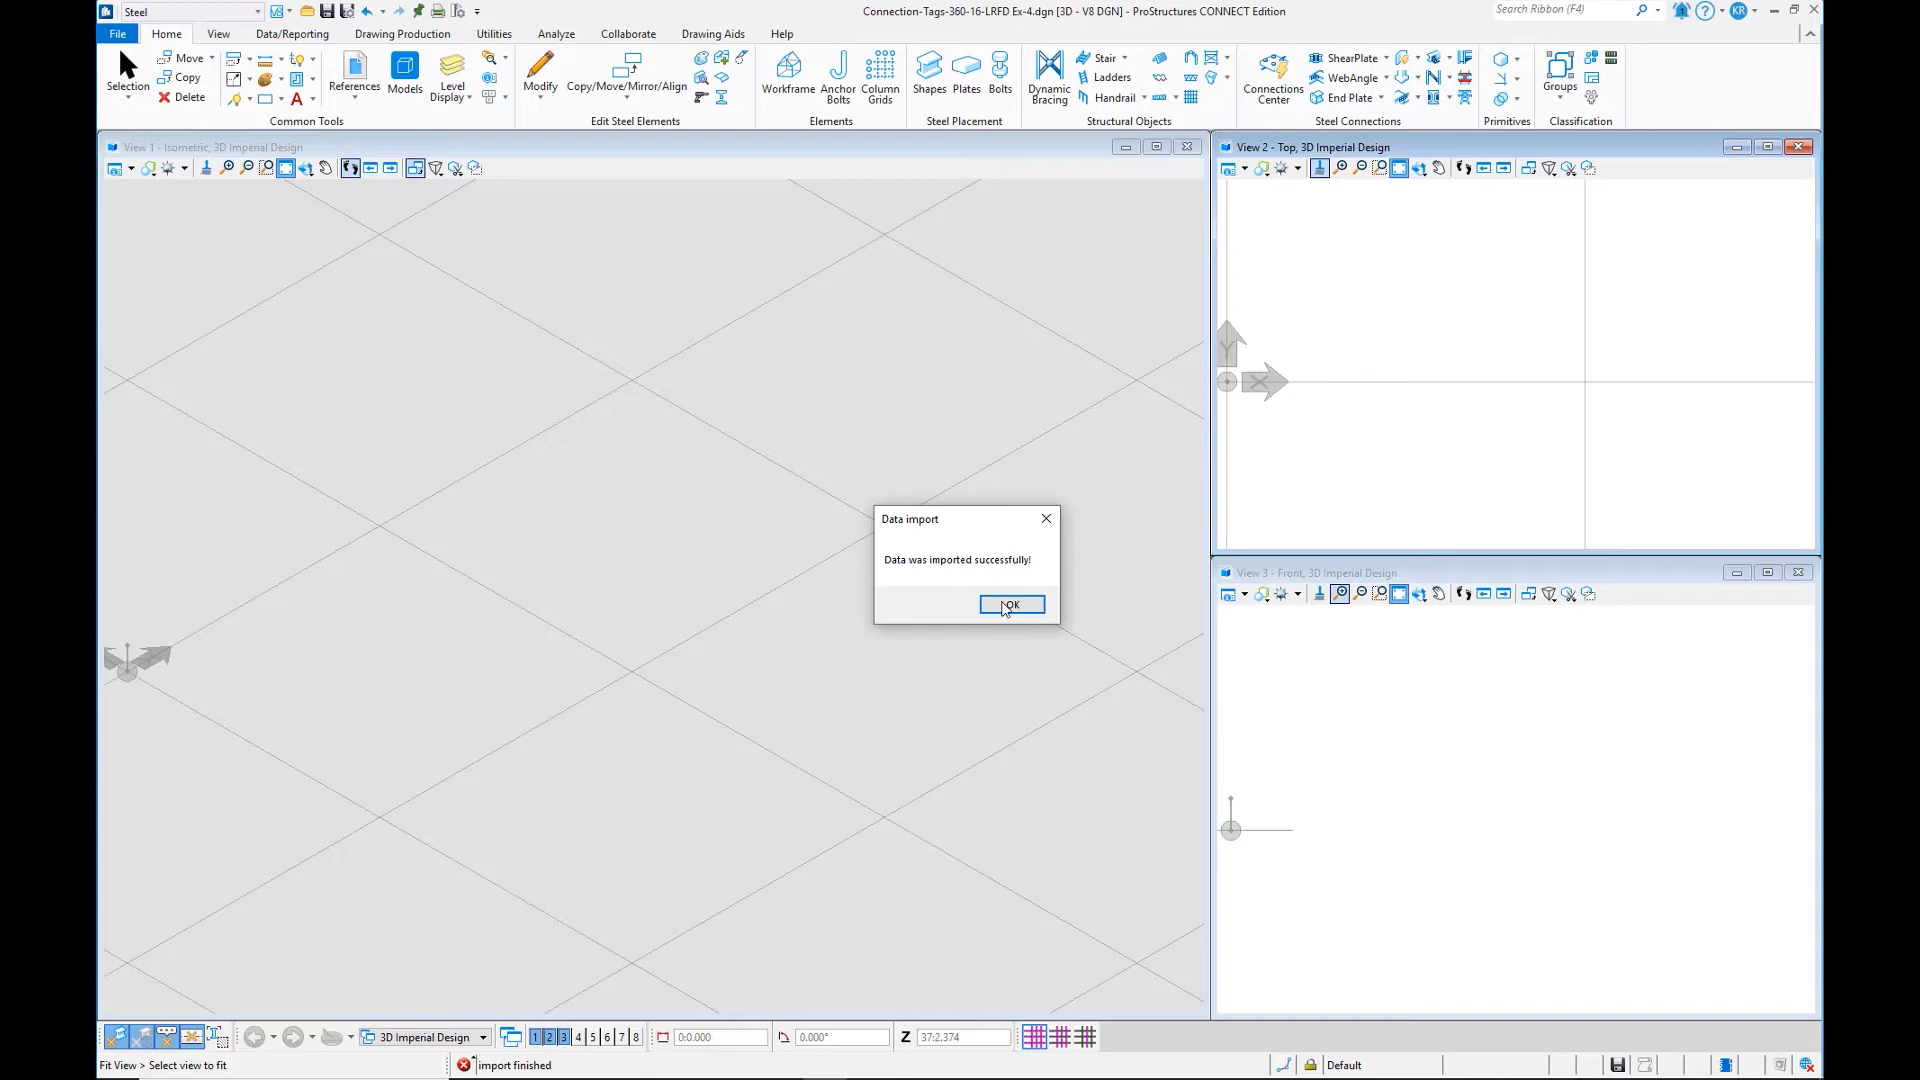 Steel
Connection-Tags-360-16-LRFD Ex-4.dgn [3D - V8 DGN] - ProStructures CONNECT Edition
Search Ribbon (F4)
KR
File Home View Data/Reporting Drawing Production Utilities Analyze Collaborate Drawing Aids Help
Selection
Move
Copy
Delete
References
Models
Level Display
Common Tools
Modify
Copy/Move/Mirror/Align
Edit Steel Elements
Workframe
Anchor Bolts
Column Grids
Elements
Shapes
Plates
Bolts
Steel Placement
Dynamic Bracing
Stair
Ladders
Handrail
Structural Objects
Connections Center
ShearPlate
WebAngle
End Plate
Steel Connections
Primitives
Groups
Classification
View 1 - Isometric, 3D Imperial Design
View 2 - Top, 3D Imperial Design
Y
X
Data import
Data was imported successfully!
OK
View 3 - Front, 3D Imperial Design
3D Imperial Design
1 2 3 4 5 6 7 8
0:0.000
0.000°
Z 37:2.374
Fit View > Select view to fit
import finished
Default